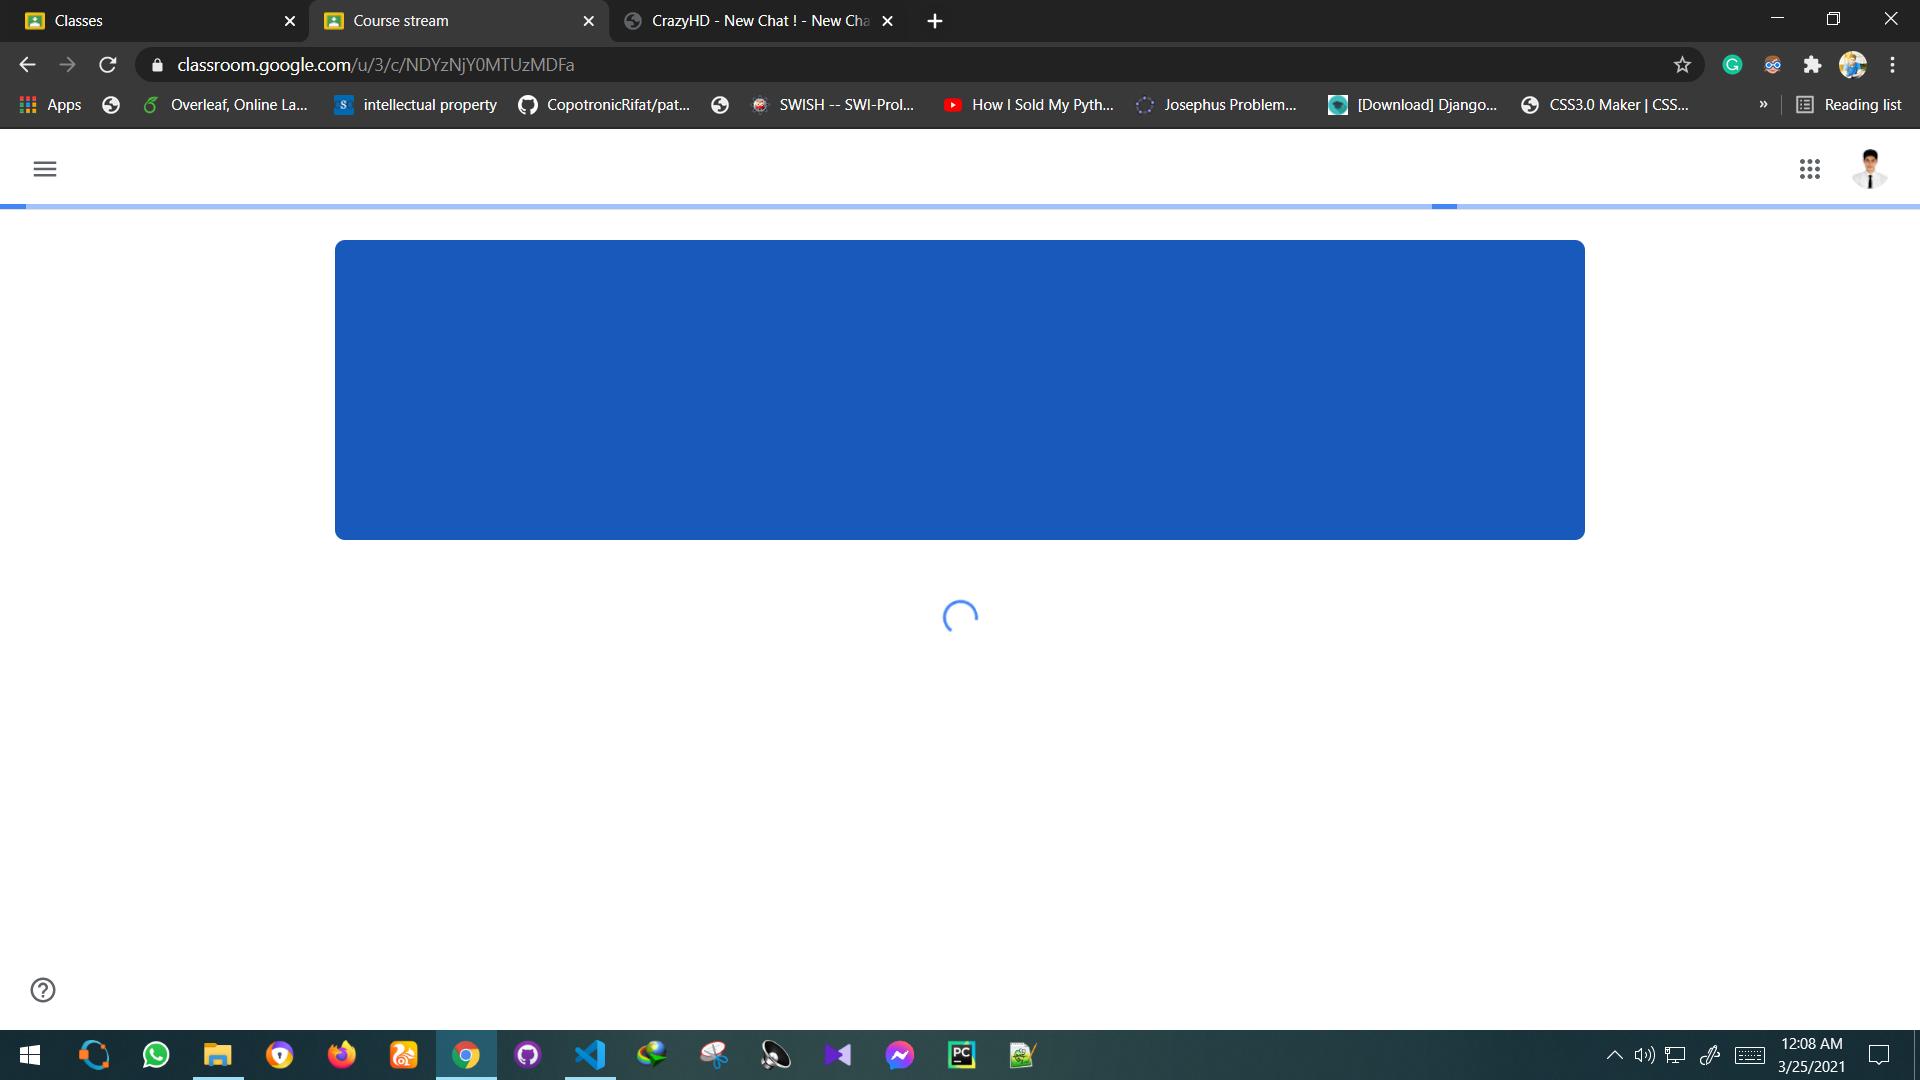 Classes
Course stream
CrazyHD - New Chat ! - New Cha
classroom.google.com/u/3/c/NDYzNjY0MTUzMDFa
Apps
Overleaf, Online La...
intellectual property
CopotronicRifat/pat...
SWISH -- SWI-Prol...
How I Sold My Pyth...
Josephus Problem...
[Download] Django...
CSS3.0 Maker | CSS...
»
Reading list
12:08 AM
3/25/2021